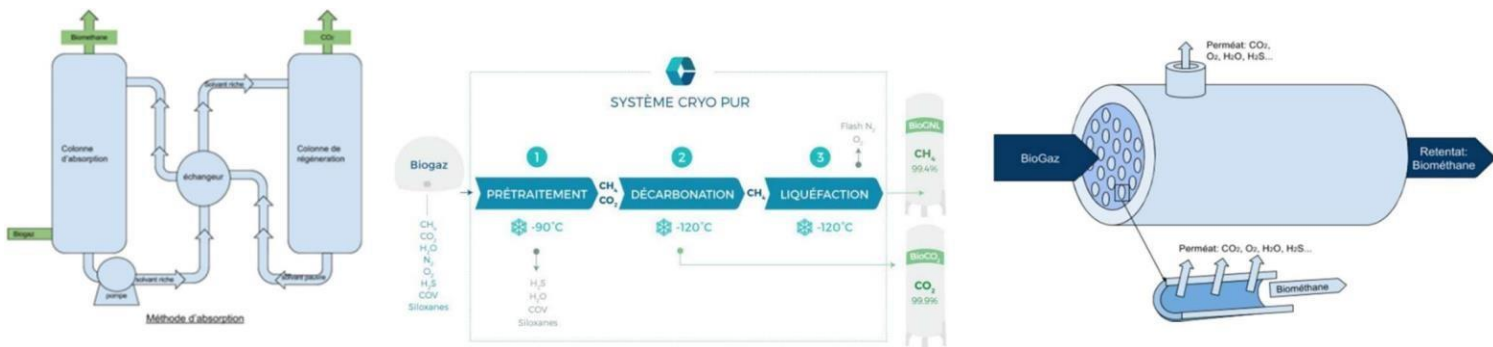 Biomethane
CO₂
Solvant riche
Colonne
d'absorption
échangeur
Colonne de
régéneration
Biogaz
pompe
solvant riche
solvant pauvre
Méthode d'absorption
SYSTÈME CRYO PUR
Biogaz
1
2
3
PRÉTRAITEMENT
CH₄
CO₂
DÉCARBONATION
CH₄
LIQUÉFACTION
-90°C
-120°C
-120°C
CH₄
CO₂
H₂O
N₂
O₂
H₂S
COV
Siloxanes
H₂S
H₂O
COV
Siloxanes
Flash N₂
O₂
BioGNL
CH₄
99.4%
BioCO₂
CO₂
99.9%
Perméat: CO₂,
O₂, H₂O, H₂S...
BioGaz
Retentat:
Biométhane
Perméat: CO₂, O₂, H₂O, H₂S...
Biométhane